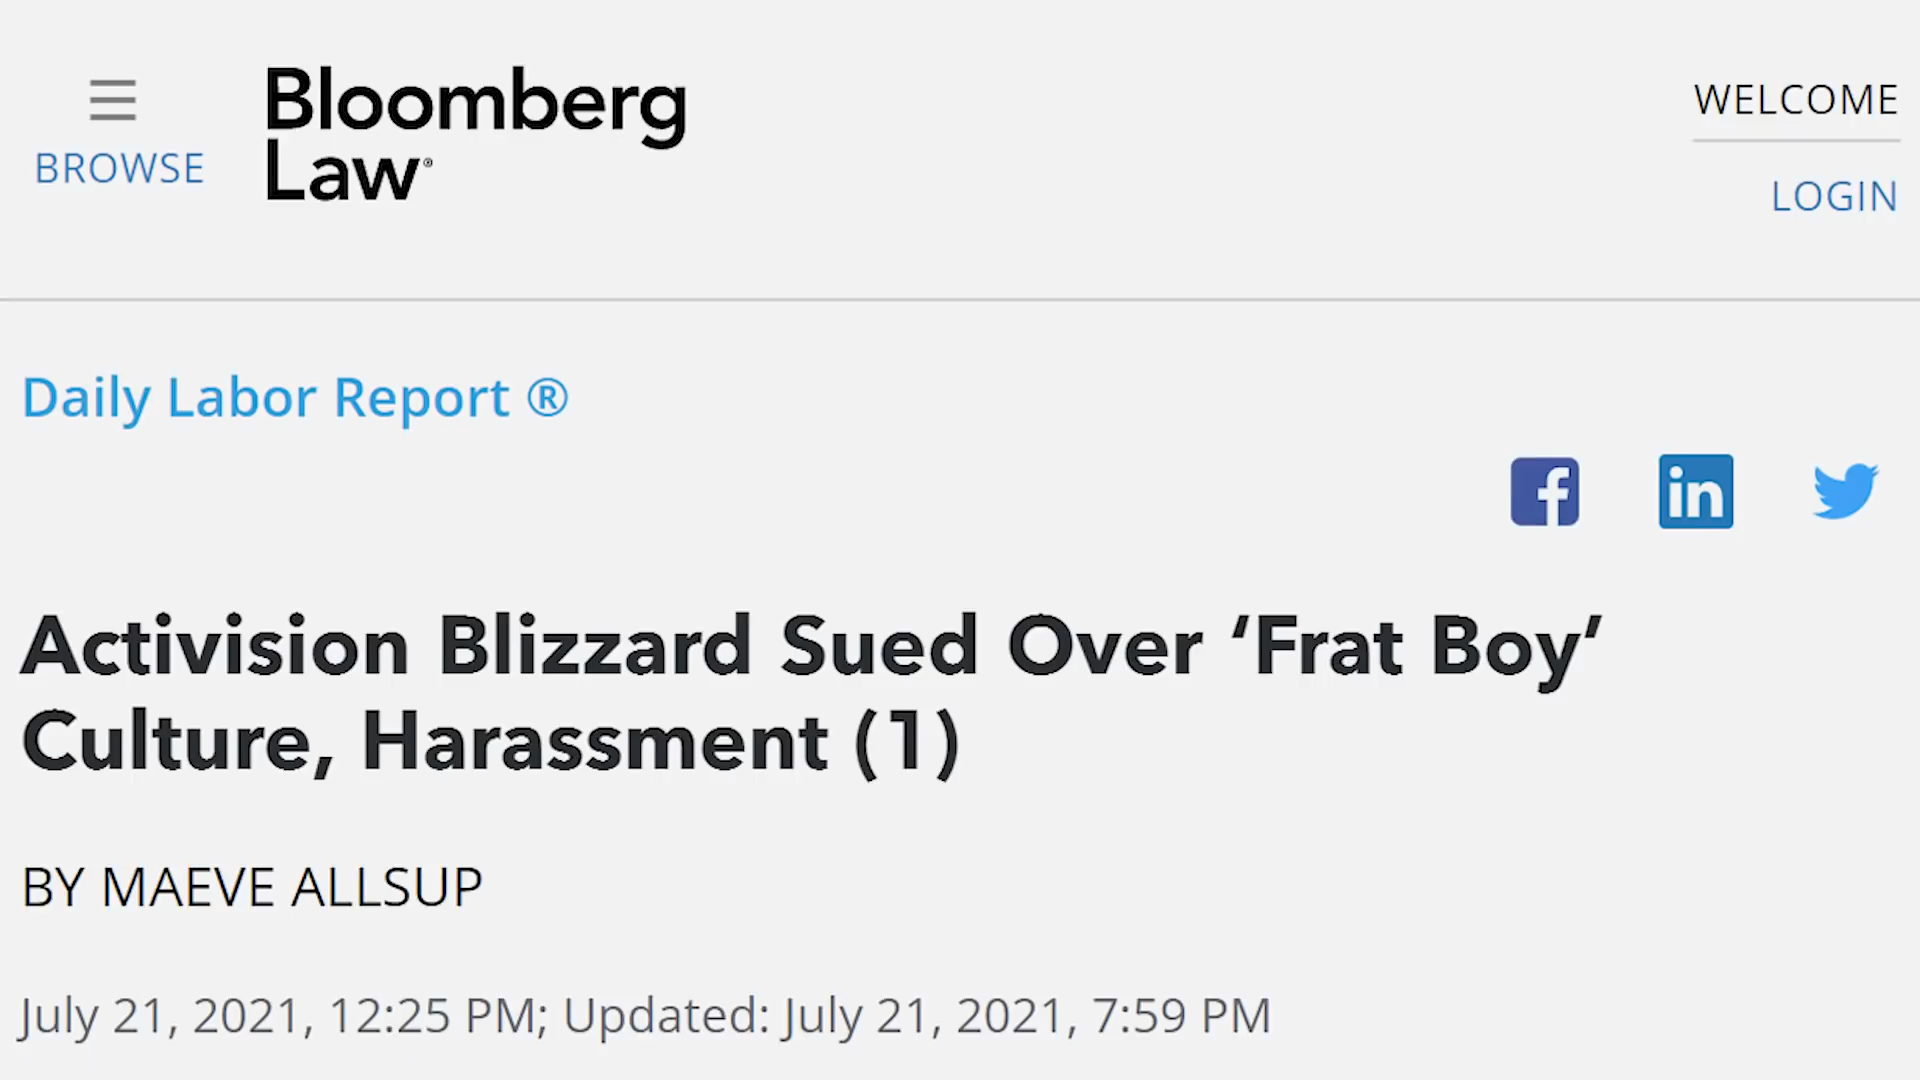 BROWSE
Bloomberg
Law®
WELCOME
LOGIN
Daily Labor Report ®
f
in
Activision Blizzard Sued Over ‘Frat Boy’
Culture, Harassment (1)
BY MAEVE ALLSUP
July 21, 2021, 12:25 PM; Updated: July 21, 2021, 7:59 PM